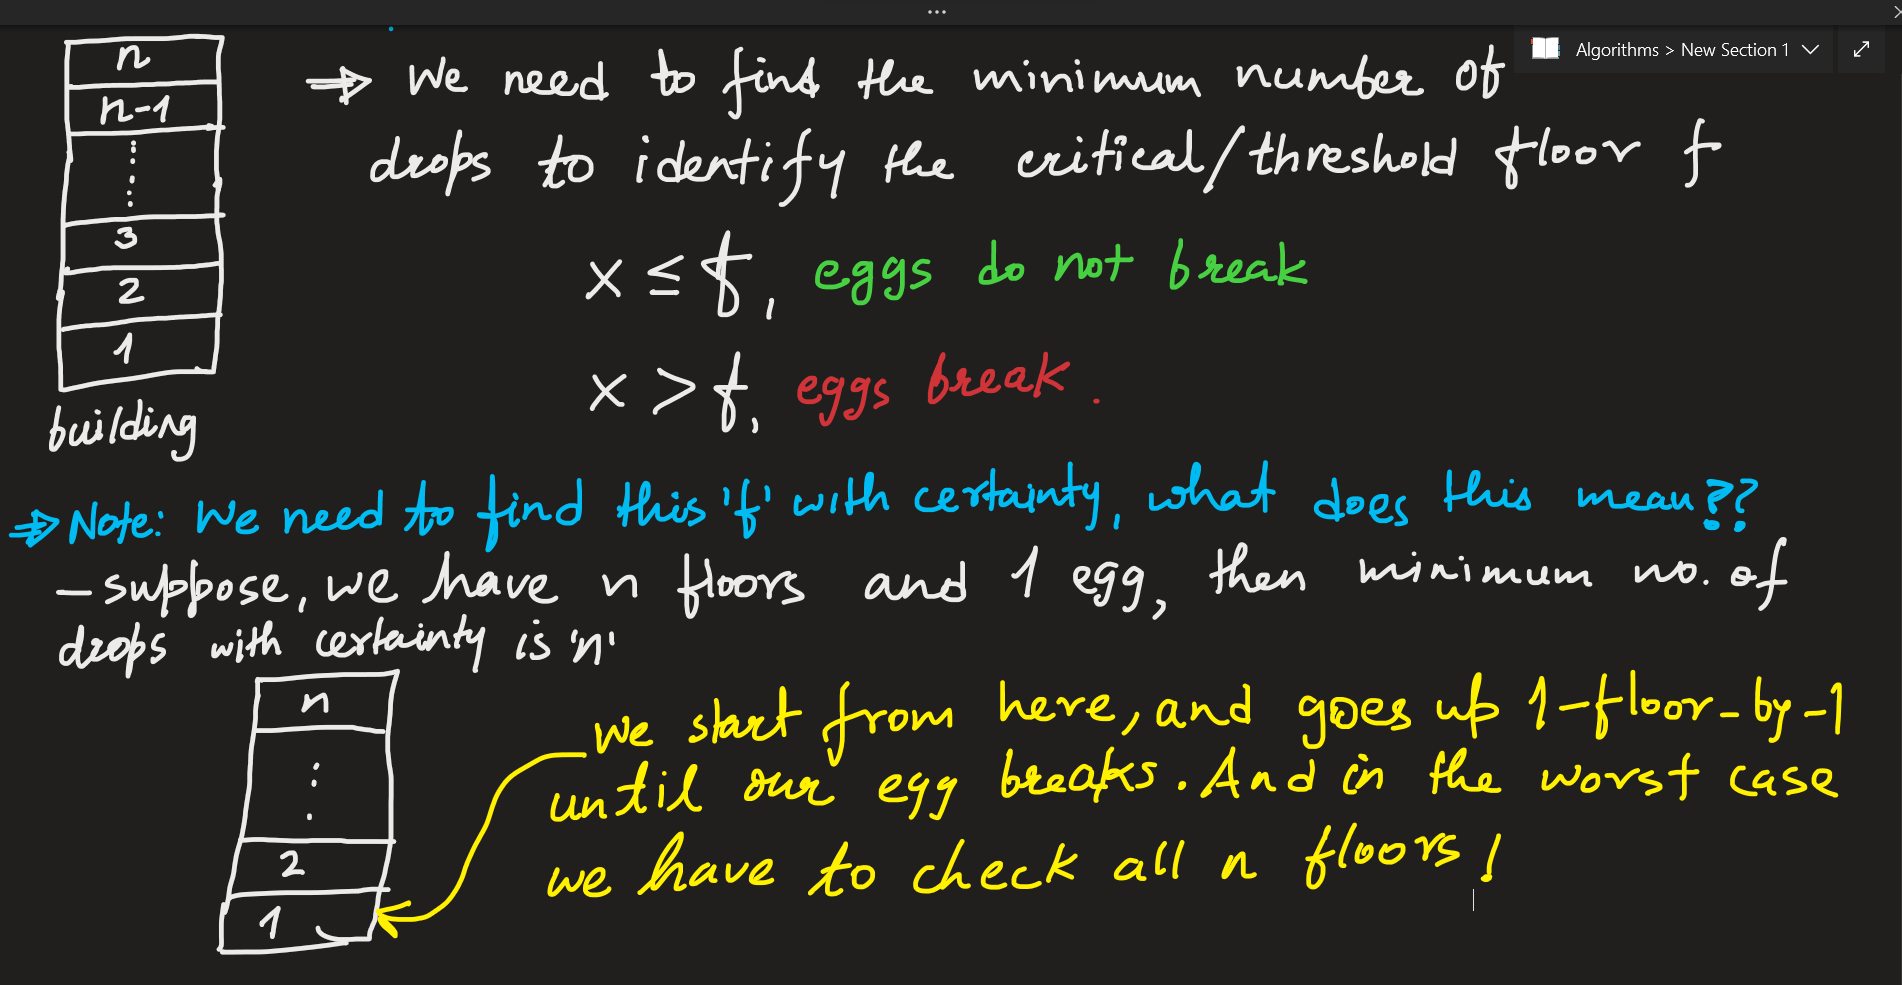 Algorithms > New Section 1
n
n-1
3
2
1
building
⇒ We need to find the minimum number of
drops to identify the critical/threshold floor f
x ≤ f, eggs do not break
x > f, eggs break.
⇒ Note: We need to find this 'f' with certainty, what does this mean??
- suppose, we have n floors and 1 egg, then minimum no. of
drops with certainty is 'n'
n
2
1
we start from here, and goes up 1-floor-by-1
until our egg breaks. And in the worst case
we have to check all n floors!